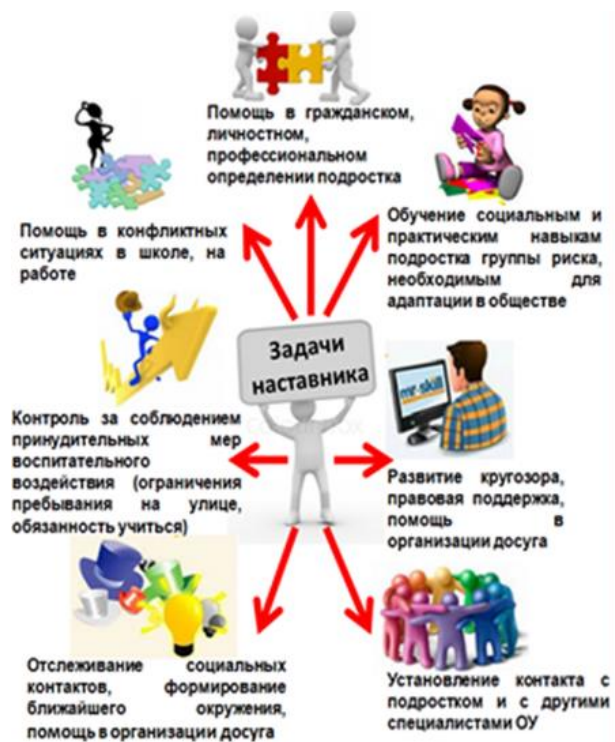 Помощь в гражданском,
личностном,
профессиональном
определении подростка
Помощь в конфликтных
ситуациях в школе, на
работе
Обучение социальным и
практическим навыкам
подростка группы риска,
необходимым для
адаптации в обществе
Задачи
наставника
Контроль за соблюдением
принудительных мер
воспитательного
воздействия (ограничения
пребывания на улице,
обязанность учиться)
mr-skill
Развитие кругозора,
правовая поддержка,
помощь в
организации досуга
Отслеживание социальных
контактов, формирование
ближайшего окружения,
помощь в организации досуга
Установление контакта с
подростком и с другими
специалистами ОУ